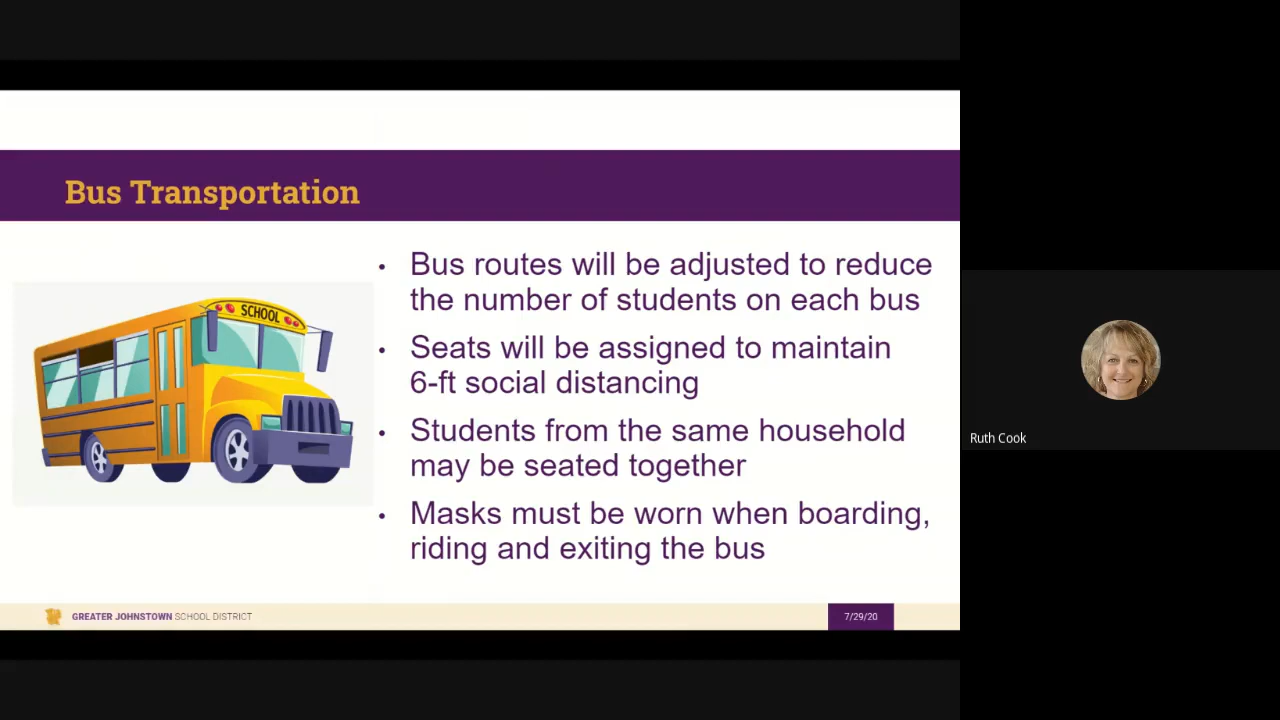 Bus Transportation
SCHOOL
• Bus routes will be adjusted to reduce
the number of students on each bus
• Seats will be assigned to maintain
6-ft social distancing
• Students from the same household
may be seated together
• Masks must be worn when boarding,
riding and exiting the bus
GREATER JOHNSTOWN SCHOOL DISTRICT
7/29/20
Ruth Cook